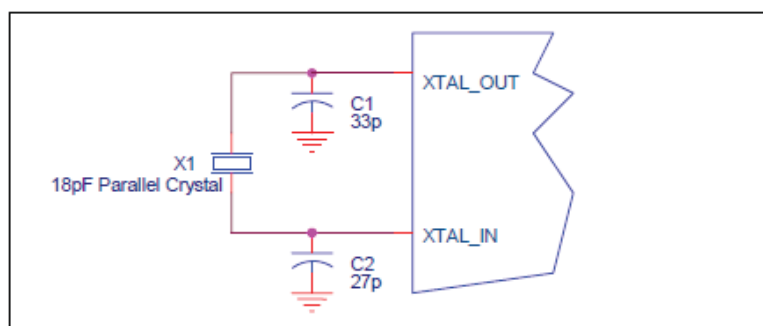 XTAL_OUT
C1
33p
X1
18pF Parallel Crystal
XTAL_IN
C2
27p